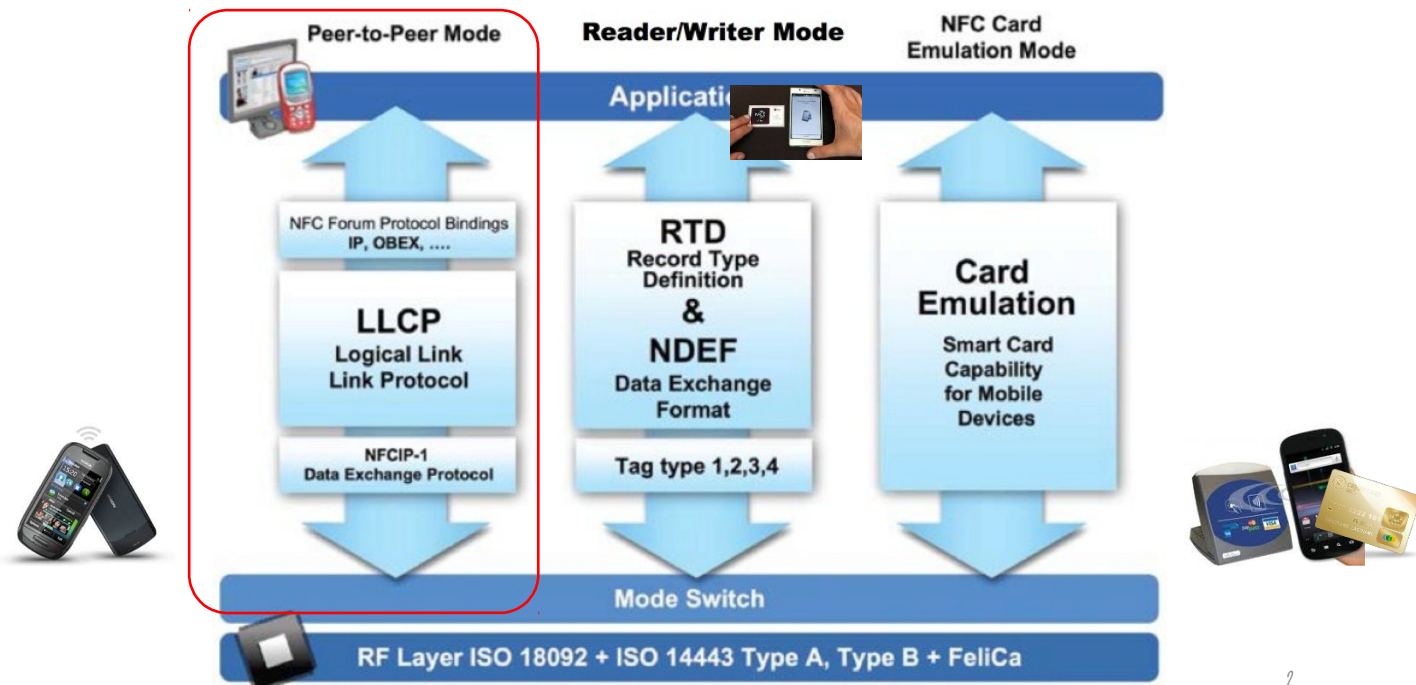 Peer-to-Peer Mode
Reader/Writer Mode
NFC Card
Emulation Mode
Applicatio
NFC Forum Protocol Bindings
IP, OBEX, ....
LLCP
Logical Link
Link Protocol
NFCIP-1
Data Exchange Protocol
RTD
Record Type
Definition
&
NDEF
Data Exchange
Format
Tag type 1,2,3,4
Card
Emulation
Smart Card
Capability
for Mobile
Devices
Mode Switch
RF Layer ISO 18092 + ISO 14443 Type A, Type B + FeliCa
2